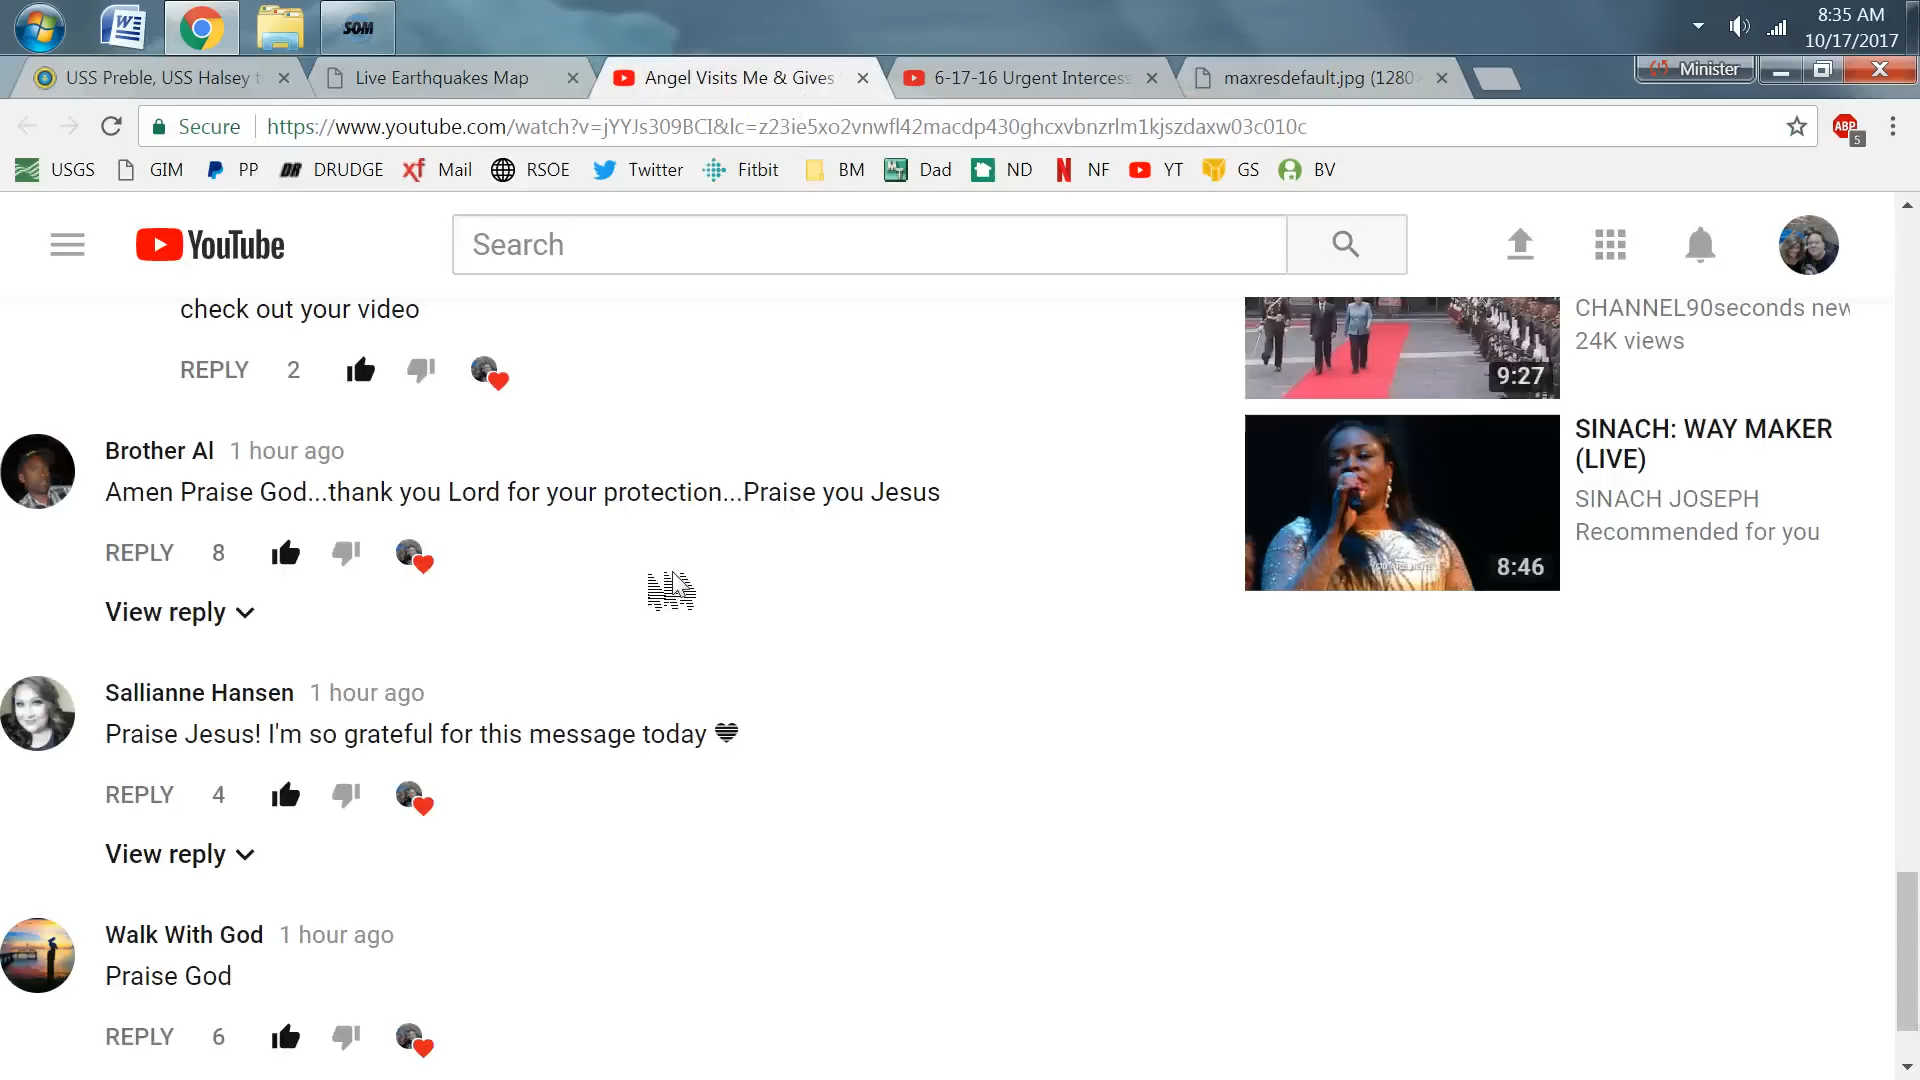 8:35 AM
10/17/2017
SOM
USS Preble, USS Halsey t
Live Earthquakes Map
Angel Visits Me & Gives
6-17-16 Urgent Intercess
maxresdefault.jpg (1280
Minister
Secure
https://www.youtube.com/watch?v=jYYJs309BCI&lc=z23ie5xo2vnwfl42macdp430ghcxvbnzrlm1kjszdaxw03c010c
ABP
5
USGS GIM PP DRUDGE Mail RSOE Twitter Fitbit BM Dad ND NF YT GS BV
YouTube
Search
check out your video
REPLY 2
CHANNEL90seconds new
24K views
9:27
Brother Al 1 hour ago
Amen Praise God...thank you Lord for your protection...Praise you Jesus
REPLY 8
View reply
SINACH: WAY MAKER
(LIVE)
SINACH JOSEPH
Recommended for you
8:46
Sallianne Hansen 1 hour ago
Praise Jesus! I'm so grateful for this message today 🖤
REPLY 4
View reply
Walk With God 1 hour ago
Praise God
REPLY 6